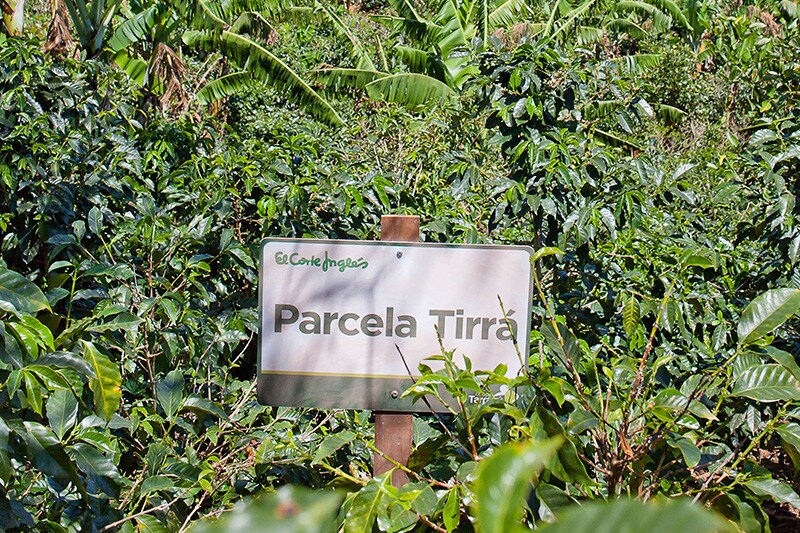 El Corte Inglés
Parcela Tirrá